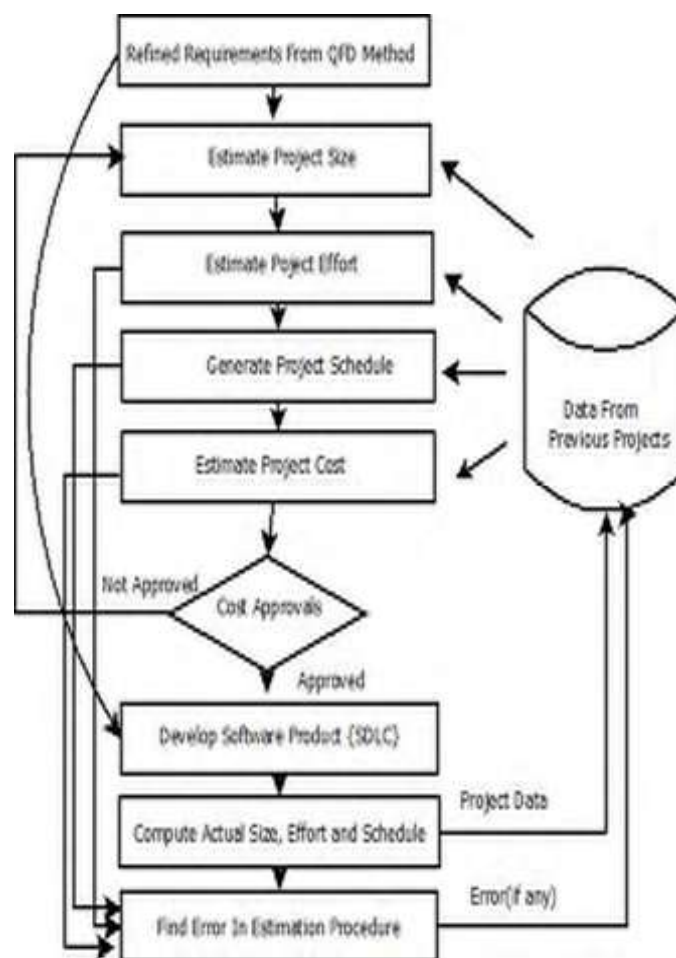 Refined Requirements From QFD Method
Estimate Project Size
Estimate Poject Effort
Generate Project Schedule
Data From
Previous Projects
Estimate Project Cost
Not Approved
Cost Approvals
Approved
Develop Software Product (SDLC)
Project Data
Compute Actual Size, Effort and Schedule
Error(if any)
Find Error In Estimation Procedure